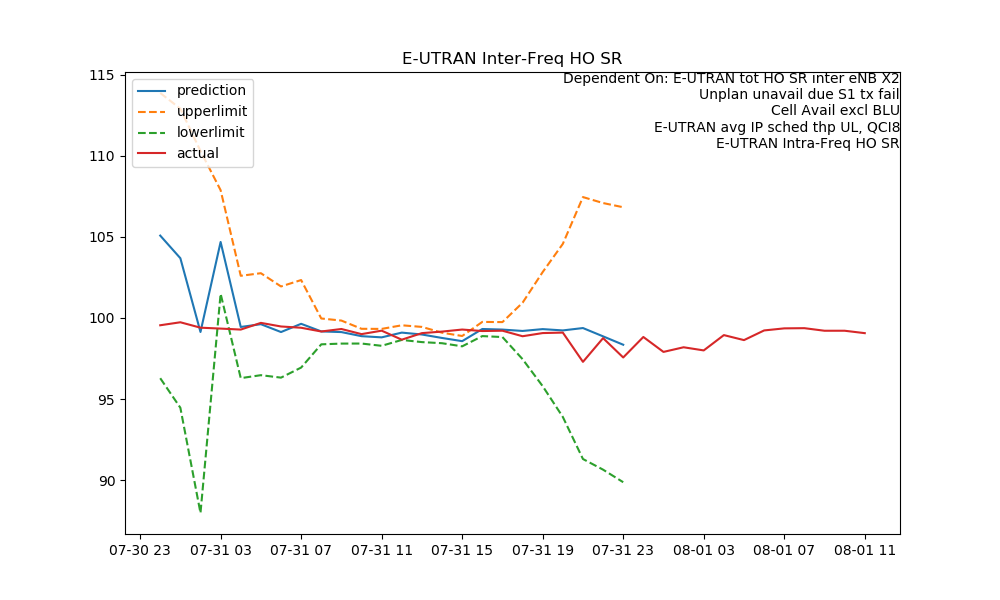 E-UTRAN Inter-Freq HO SR
115
110
105
100
95
90
prediction
upperlimit
lowerlimit
actual
Dependent On: E-UTRAN tot HO SR inter eNB X2
Unplan unavail due S1 tx fail
Cell Avail excl BLU
E-UTRAN avg IP sched thp UL, QCI8
E-UTRAN Intra-Freq HO SR
07-30 23
07-31 03
07-31 07
07-31 11
07-31 15
07-31 19
07-31 23
08-01 03
08-01 07
08-01 11